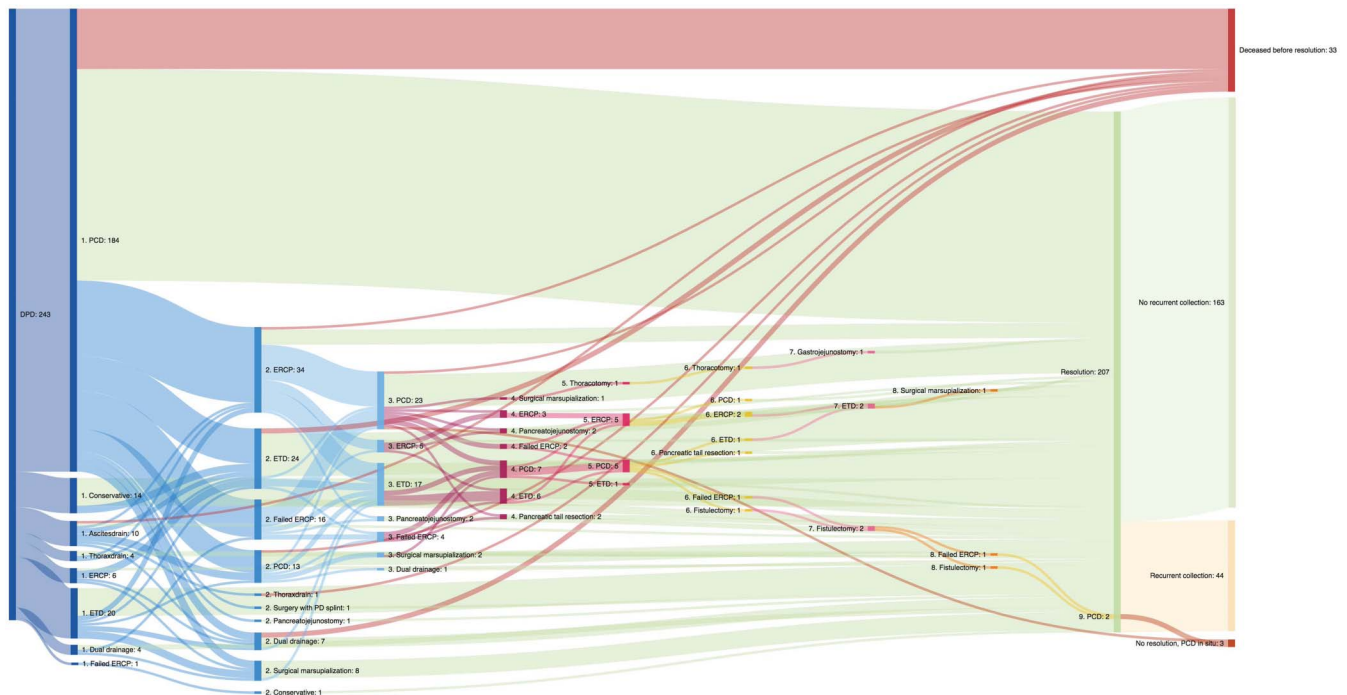 DPD: 243
1. PCD: 184
1. Conservative: 14
1. Ascitesdrain: 10
1. Thoraxdrain: 4
1. ERCP: 6
1. ETD: 20
1. Dual drainage: 4
1. Failed ERCP: 1
2. ERCP: 34
2. ETD: 24
2. Failed ERCP: 16
2. PCD: 13
2. Thoraxdrain: 1
2. Surgery with PD splint: 1
2. Pancreatojejunostomy: 1
2. Dual drainage: 7
2. Surgical marsupialization: 8
2. Conservative: 1
3. PCD: 23
3. ERCP: 5
3. ETD: 17
3. Pancreatojejunostomy: 2
3. Failed ERCP: 4
3. Surgical marsupialization: 2
3. Dual drainage: 1
4. Surgical marsupialization: 1
4. ERCP: 3
4. Pancreatojejunostomy: 2
4. Failed ERCP: 2
4. PCD: 7
4. ETD: 6
4. Pancreatic tail resection: 2
5. Thoracotomy: 1
5. ERCP: 5
5. PCD: 5
5. ETD: 1
6. Thoracotomy: 1
6. PCD: 1
6. ERCP: 2
6. ETD: 1
6. Pancreatic tail resection: 1
6. Failed ERCP: 1
6. Fistulectomy: 1
7. Gastrojejunostomy: 1
7. ETD: 2
7. Fistulectomy: 2
8. Surgical marsupialization: 1
8. Failed ERCP: 1
8. Fistulectomy: 1
9. PCD: 2
Resolution: 207
Deceased before resolution: 33
No recurrent collection: 163
Recurrent collection: 44
No resolution, PCD in situ: 3